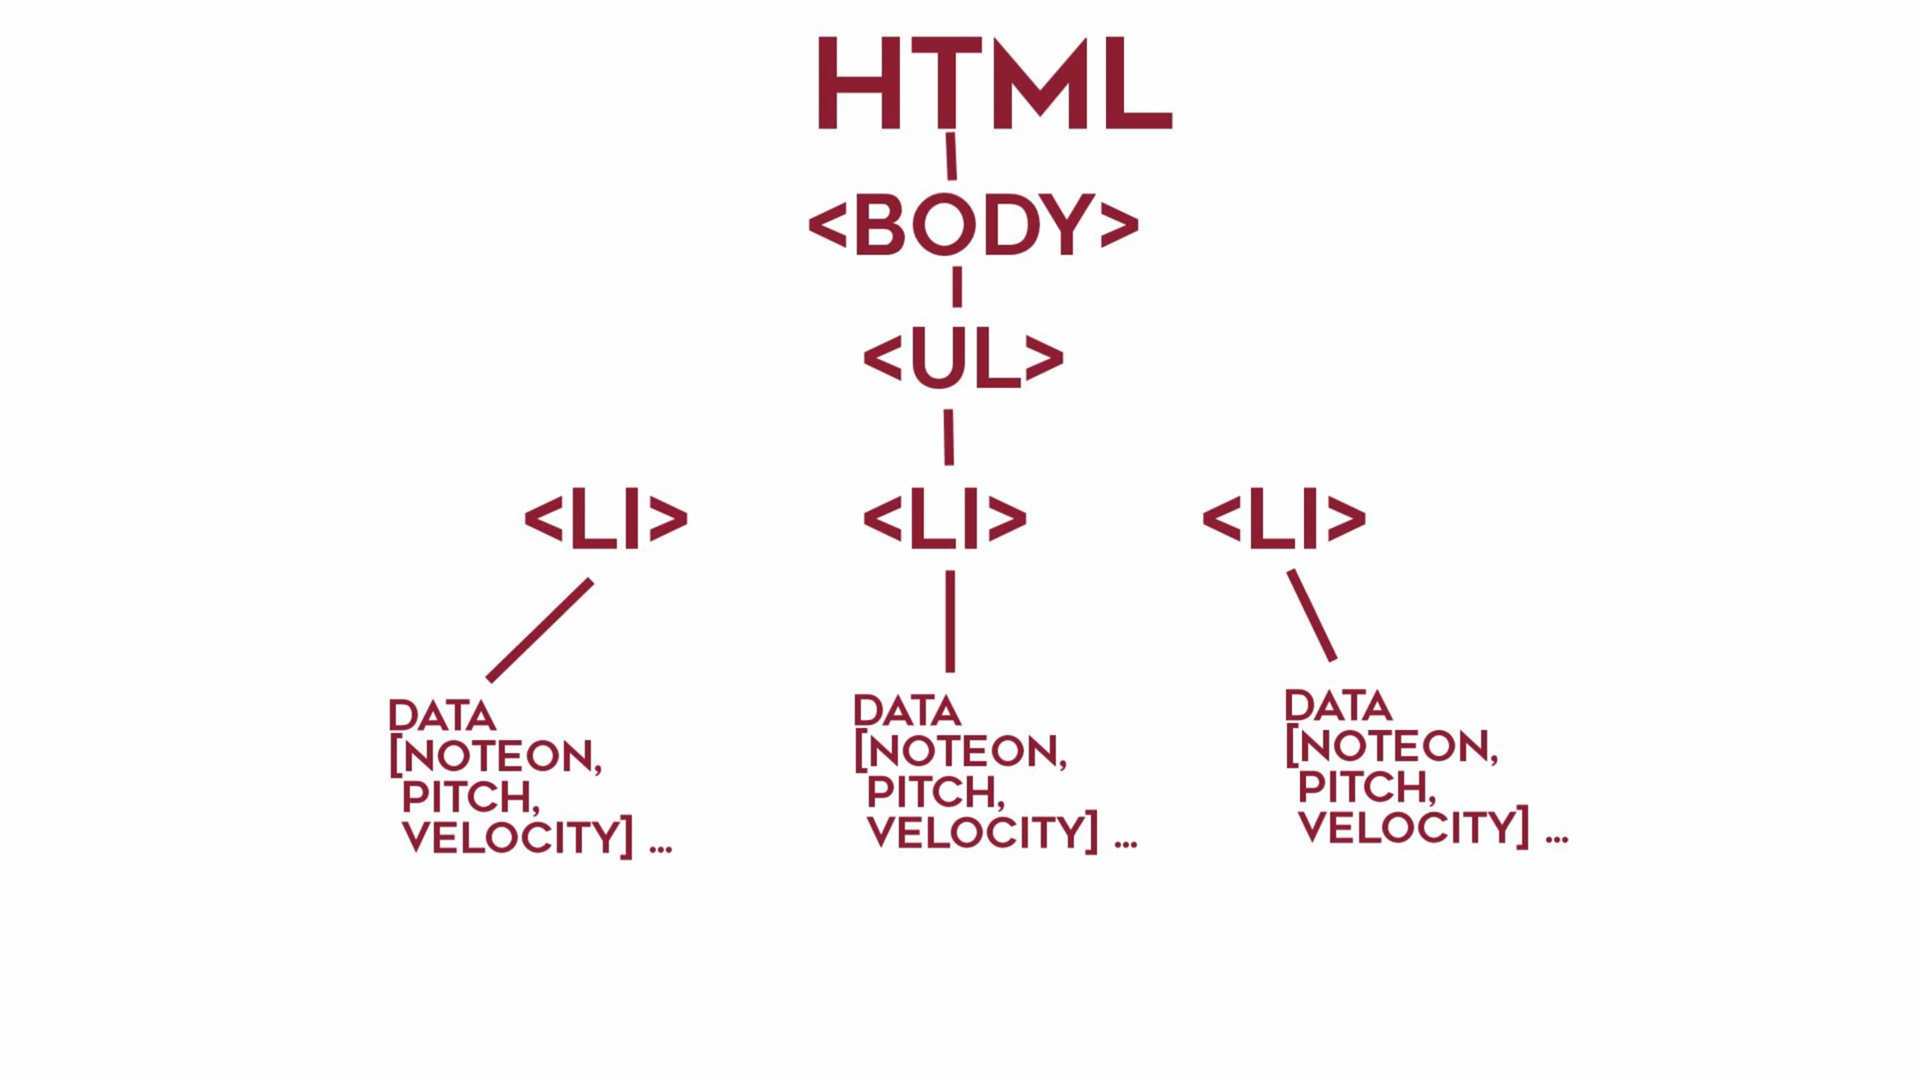 HTML
<BODY>
<UL>
<LI> <LI> <LI>
DATA
[NOTEON,
PITCH,
VELOCITY] ...
DATA
[NOTEON,
PITCH,
VELOCITY] ...
DATA
[NOTEON,
PITCH,
VELOCITY] ...